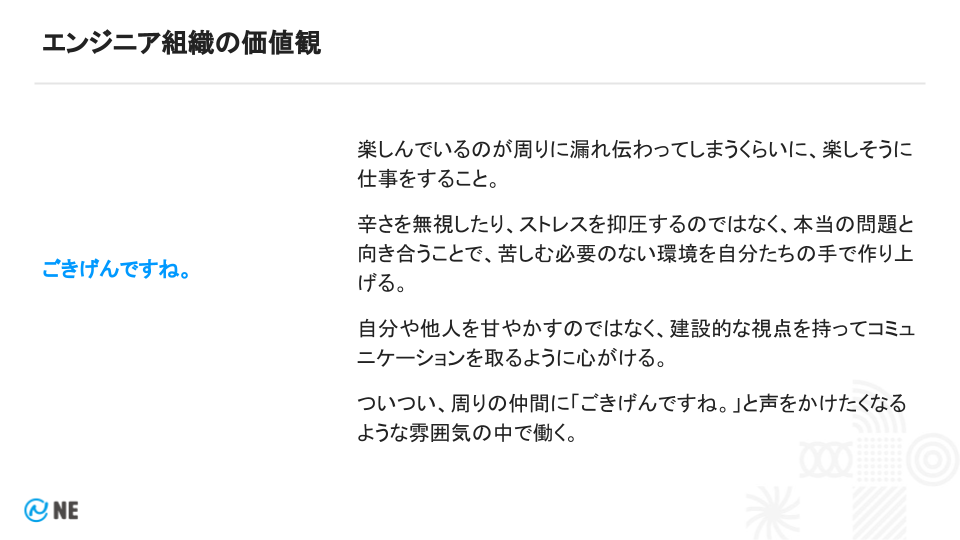 エンジニア組織の価値観
ごきげんですね。
楽しんでいるのが周りに漏れ伝わってしまうくらいに、楽しそうに
仕事をすること。
辛さを無視したり、ストレスを抑圧するのではなく、本当の問題と
向き合うことで、苦しむ必要のない環境を自分たちの手で作り上
げる。
自分や他人を甘やかすのではなく、建設的な視点を持ってコミュ
ニケーションを取るように心がける。
ついつい、周りの仲間に「ごきげんですね。」と声をかけたくなる
ような雰囲気の中で働く。
NE